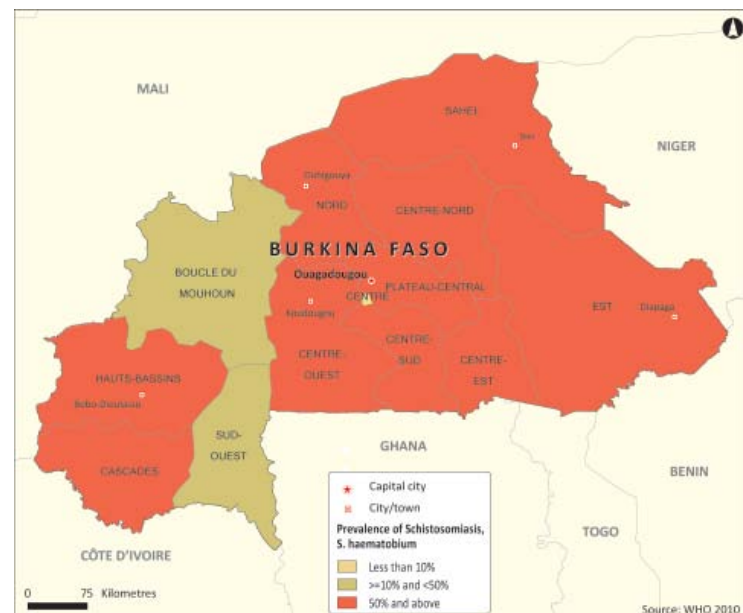 MALI
SAHEL
Dori
NIGER
Ouhigouya
NORD
CENTRE-NORD
BURKINA FASO
BOUCLE DU
MOUHOUN
Ouagadougou
CENTRE
PLATEAU-CENTRAL
EST
Diapaga
Koudougou
CENTRE-
OUEST
CENTRE-
SUD
CENTRE-
EST
HAUTS-BASSINS
Bobo-Dioulasso
SUD-
OUEST
CASCADES
GHANA
BENIN
TOGO
CÔTE D'IVOIRE
Capital city
City/town
Prevalence of Schistosomiasis,
S. haematobium
Less than 10%
>=10% and <50%
50% and above
0 75 Kilometres
Source: WHO 2010